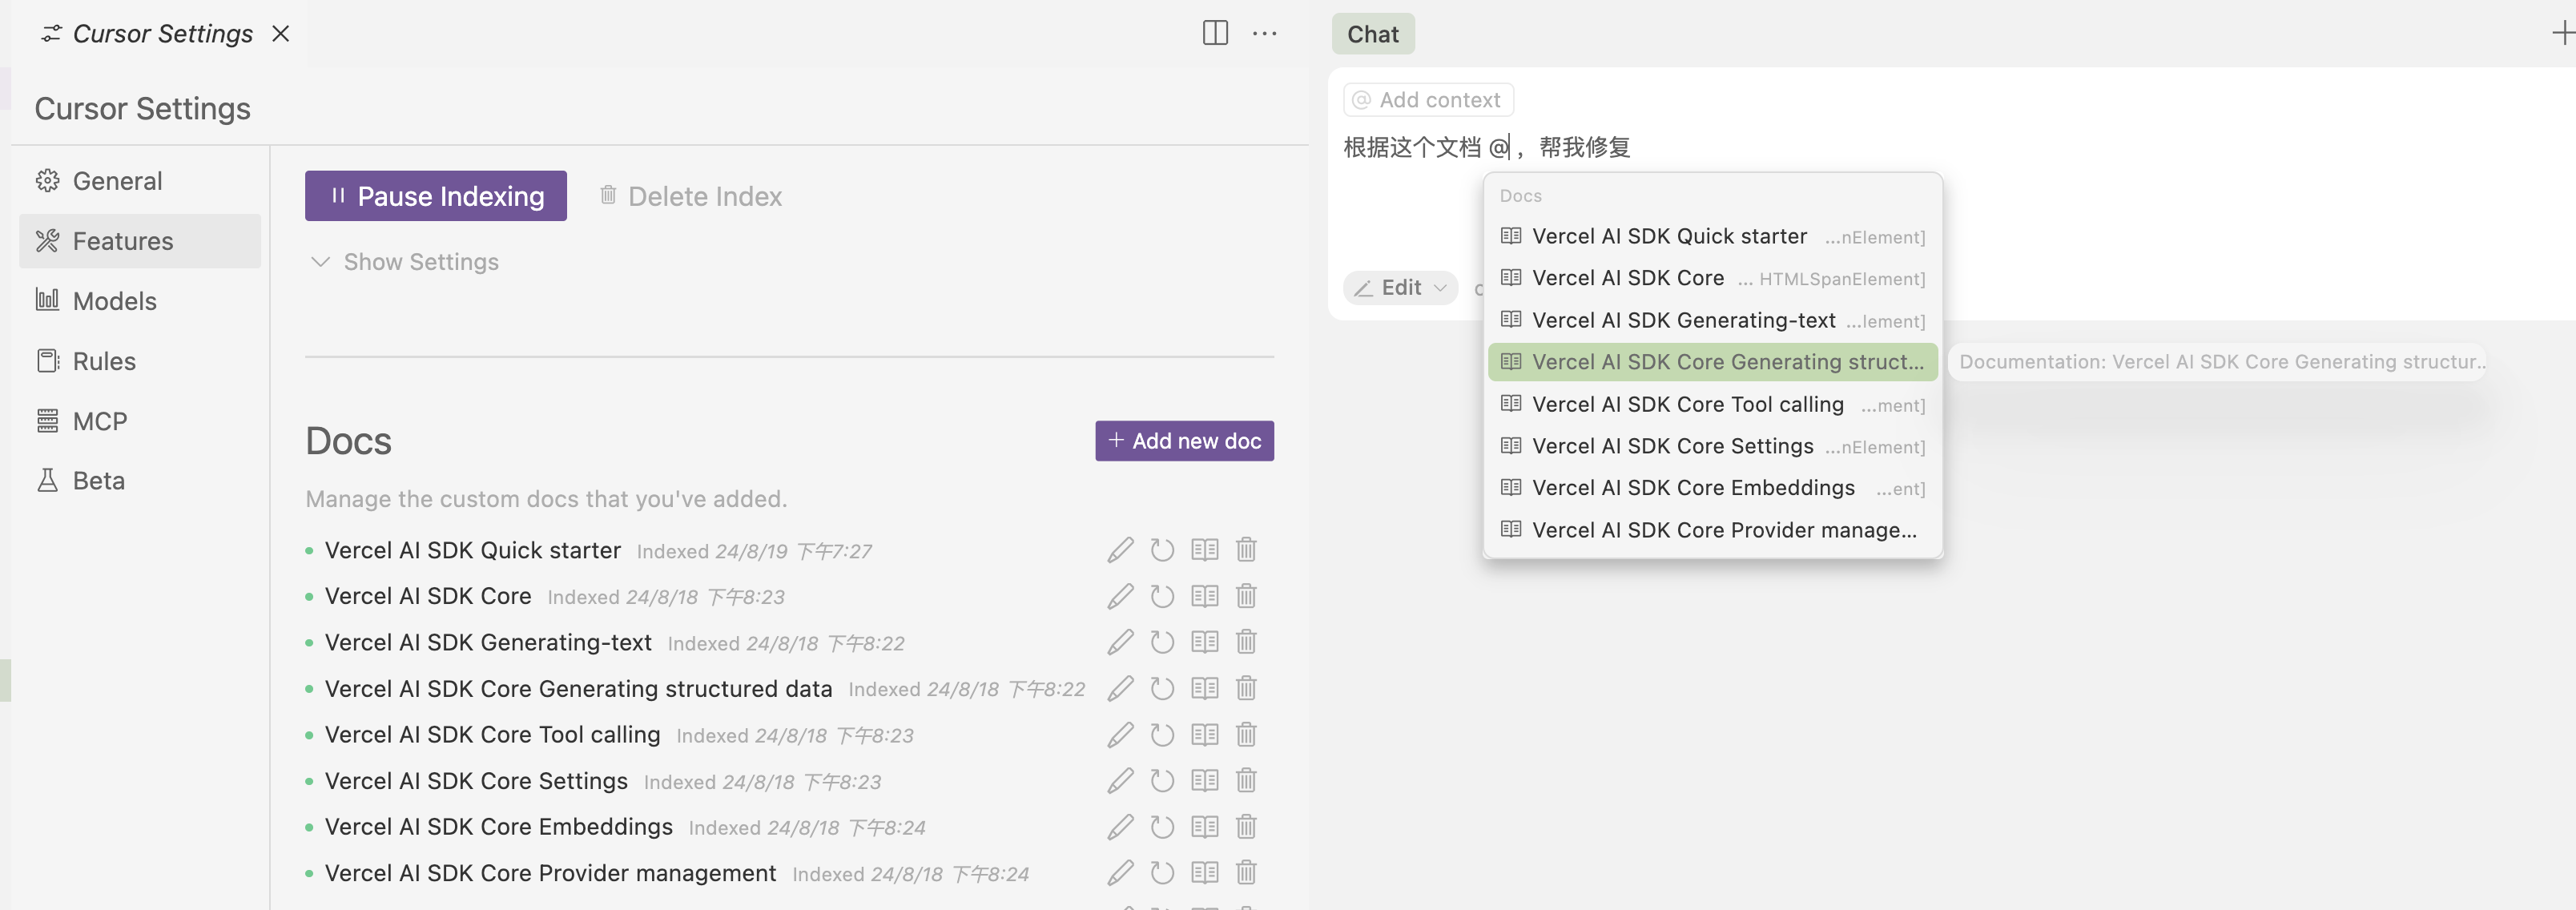 Cursor Settings
Cursor Settings
General
Features
Models
Rules
MCP
Beta
Pause Indexing
Delete Index
Show Settings
Docs
Add new doc
Manage the custom docs that you've added.
Vercel AI SDK Quick starter Indexed 24/8/19 下午7:27
Vercel AI SDK Core Indexed 24/8/18 下午8:23
Vercel AI SDK Generating-text Indexed 24/8/18 下午8:22
Vercel AI SDK Core Generating structured data Indexed 24/8/18 下午8:22
Vercel AI SDK Core Tool calling Indexed 24/8/18 下午8:23
Vercel AI SDK Core Settings Indexed 24/8/18 下午8:23
Vercel AI SDK Core Embeddings Indexed 24/8/18 下午8:24
Vercel AI SDK Core Provider management Indexed 24/8/18 下午8:24
Chat
@ Add context
根据这个文档 @，帮我修复
Edit
Docs
Vercel AI SDK Quick starter ...nElement]
Vercel AI SDK Core ... HTMLSpanElement]
Vercel AI SDK Generating-text ...lement]
Vercel AI SDK Core Generating struct...
Vercel AI SDK Core Tool calling ...ment]
Vercel AI SDK Core Settings ...nElement]
Vercel AI SDK Core Embeddings ...ent]
Vercel AI SDK Core Provider manage...
Documentation: Vercel AI SDK Core Generating structur...